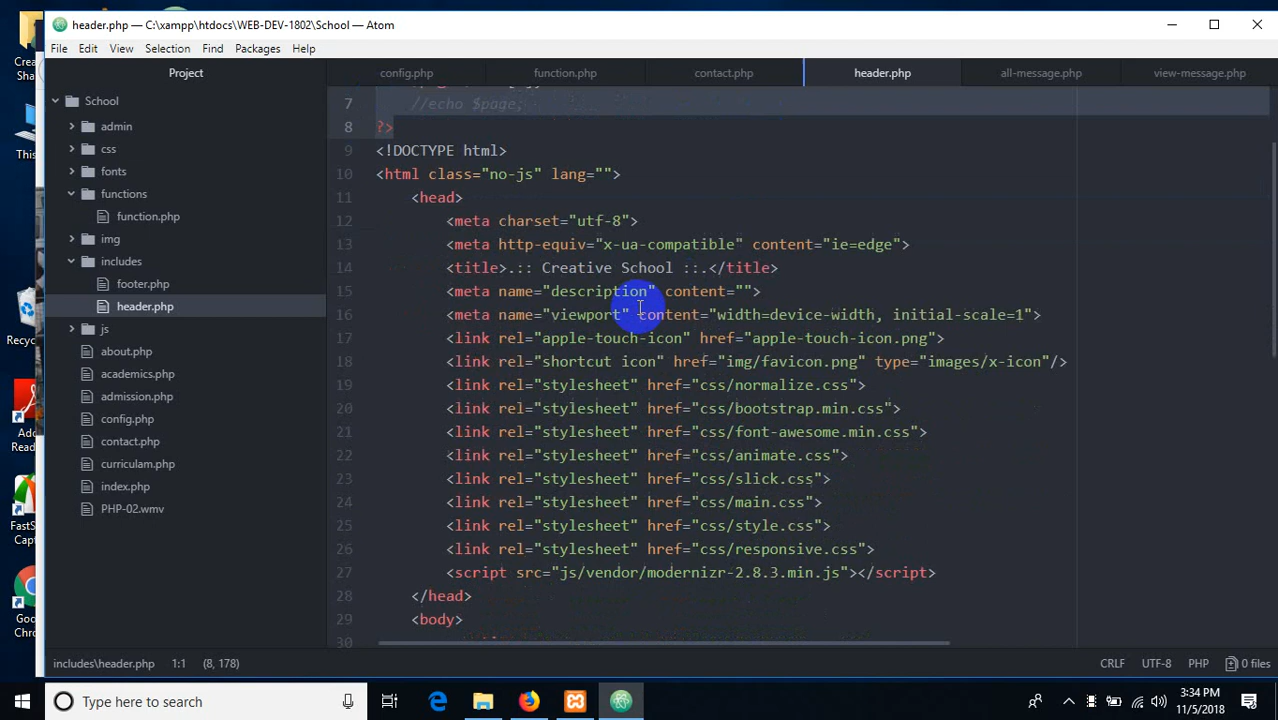 header.php — C:\xampp\htdocs\WEB-DEV-1802\School — Atom
File Edit View Selection Find Packages Help
Project
School
admin
css
fonts
functions
function.php
img
includes
footer.php
header.php
js
about.php
academics.php
admission.php
config.php
contact.php
curriculam.php
index.php
PHP-02.wmv
config.php function.php contact.php header.php all-message.php view-message.php
7 //echo $page;
8 ?>
9 <!DOCTYPE html>
10 <html class="no-js" lang="">
11 <head>
12 <meta charset="utf-8">
13 <meta http-equiv="x-ua-compatible" content="ie=edge">
14 <title>.:: Creative School ::.</title>
15 <meta name="description" content="">
16 <meta name="viewport" content="width=device-width, initial-scale=1">
17 <link rel="apple-touch-icon" href="apple-touch-icon.png">
18 <link rel="shortcut icon" href="img/favicon.png" type="images/x-icon"/>
19 <link rel="stylesheet" href="css/normalize.css">
20 <link rel="stylesheet" href="css/bootstrap.min.css">
21 <link rel="stylesheet" href="css/font-awesome.min.css">
22 <link rel="stylesheet" href="css/animate.css">
23 <link rel="stylesheet" href="css/slick.css">
24 <link rel="stylesheet" href="css/main.css">
25 <link rel="stylesheet" href="css/style.css">
26 <link rel="stylesheet" href="css/responsive.css">
27 <script src="js/vendor/modernizr-2.8.3.min.js"></script>
28 </head>
29 <body>
30
includes\header.php 1:1 (8, 178) CRLF UTF-8 PHP 0 files
Type here to search
3:34 PM
11/5/2018